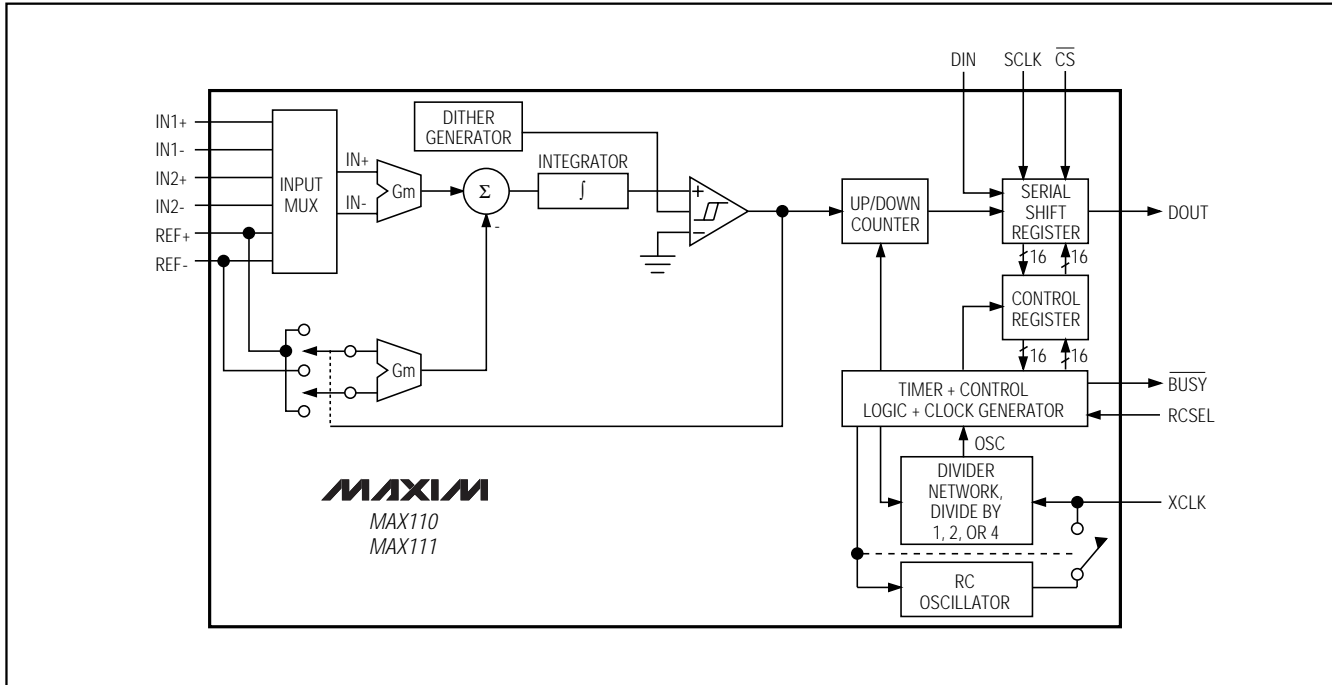 DIN
SCLK
CS
IN1+
IN1-
IN2+
IN2-
REF+
REF-
INPUT
MUX
IN+
IN-
Gm
DITHER
GENERATOR
Σ
-
INTEGRATOR
∫
+
-
UP/DOWN
COUNTER
SERIAL
SHIFT
REGISTER
DOUT
16
16
CONTROL
REGISTER
16
16
Gm
TIMER + CONTROL
LOGIC + CLOCK GENERATOR
BUSY
RCSEL
OSC
DIVIDER
NETWORK,
DIVIDE BY
1, 2, OR 4
XCLK
RC
OSCILLATOR
MAXIM
MAX110
MAX111